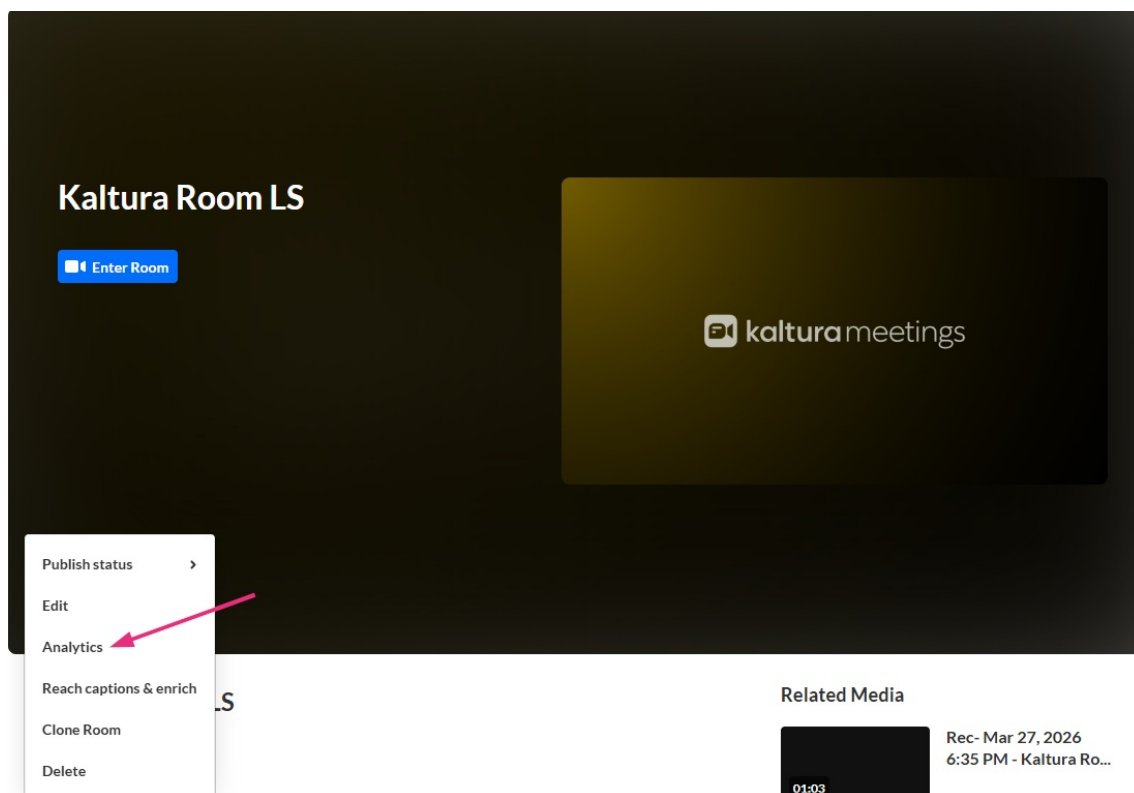 Kaltura Room LS
Enter Room
kaltura meetings
Publish status
Edit
Analytics
Reach captions & enrich
Clone Room
Delete
LS
Related Media
Rec- Mar 27, 2026
6:35 PM - Kaltura Ro...
01:03